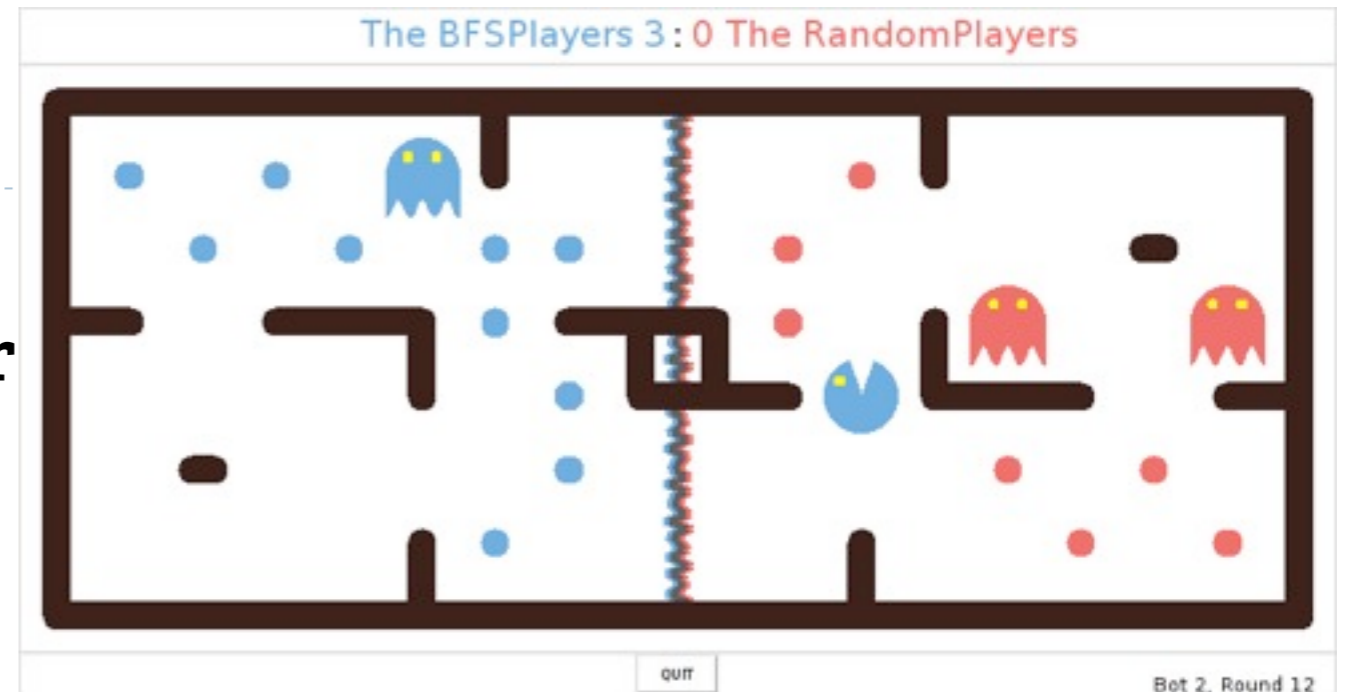 The BFSPlayers 3:0 The RandomPlayers
r
QUIT
Bot 2, Round 12